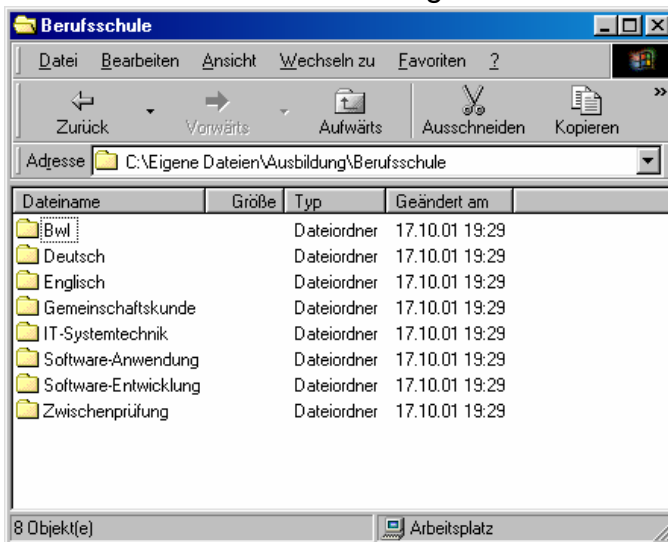 Berufsschule
Datei Bearbeiten Ansicht Wechseln zu Favoriten ?
Zurück Vorwärts Aufwärts Ausschneiden Kopieren »
Adresse C:\Eigene Dateien\Ausbildung\Berufsschule
Dateiname Größe Typ Geändert am
Bwl Dateiordner 17.10.01 19:29
Deutsch Dateiordner 17.10.01 19:29
Englisch Dateiordner 17.10.01 19:29
Gemeinschaftskunde Dateiordner 17.10.01 19:29
IT-Systemtechnik Dateiordner 17.10.01 19:29
Software-Anwendung Dateiordner 17.10.01 19:29
Software-Entwicklung Dateiordner 17.10.01 19:29
Zwischenprüfung Dateiordner 17.10.01 19:29
8 Objekt(e) Arbeitsplatz